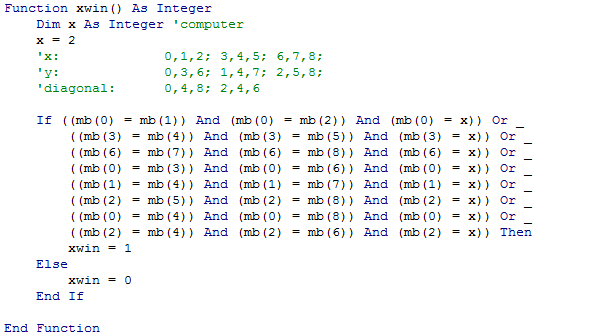 Function xwin() As Integer
    Dim x As Integer 'computer
    x = 2
    'x:             0,1,2; 3,4,5; 6,7,8;
    'y:             0,3,6; 1,4,7; 2,5,8;
    'diagonal:      0,4,8; 2,4,6
    If ((mb(0) = mb(1)) And (mb(0) = mb(2)) And (mb(0) = x)) Or _
        ((mb(3) = mb(4)) And (mb(3) = mb(5)) And (mb(3) = x)) Or _
        ((mb(6) = mb(7)) And (mb(6) = mb(8)) And (mb(6) = x)) Or _
        ((mb(0) = mb(3)) And (mb(0) = mb(6)) And (mb(0) = x)) Or _
        ((mb(1) = mb(4)) And (mb(1) = mb(7)) And (mb(1) = x)) Or _
        ((mb(2) = mb(5)) And (mb(2) = mb(8)) And (mb(2) = x)) Or _
        ((mb(0) = mb(4)) And (mb(0) = mb(8)) And (mb(0) = x)) Or _
        ((mb(2) = mb(4)) And (mb(2) = mb(6)) And (mb(2) = x)) Then
        xwin = 1
    Else
        xwin = 0
    End If
End Function